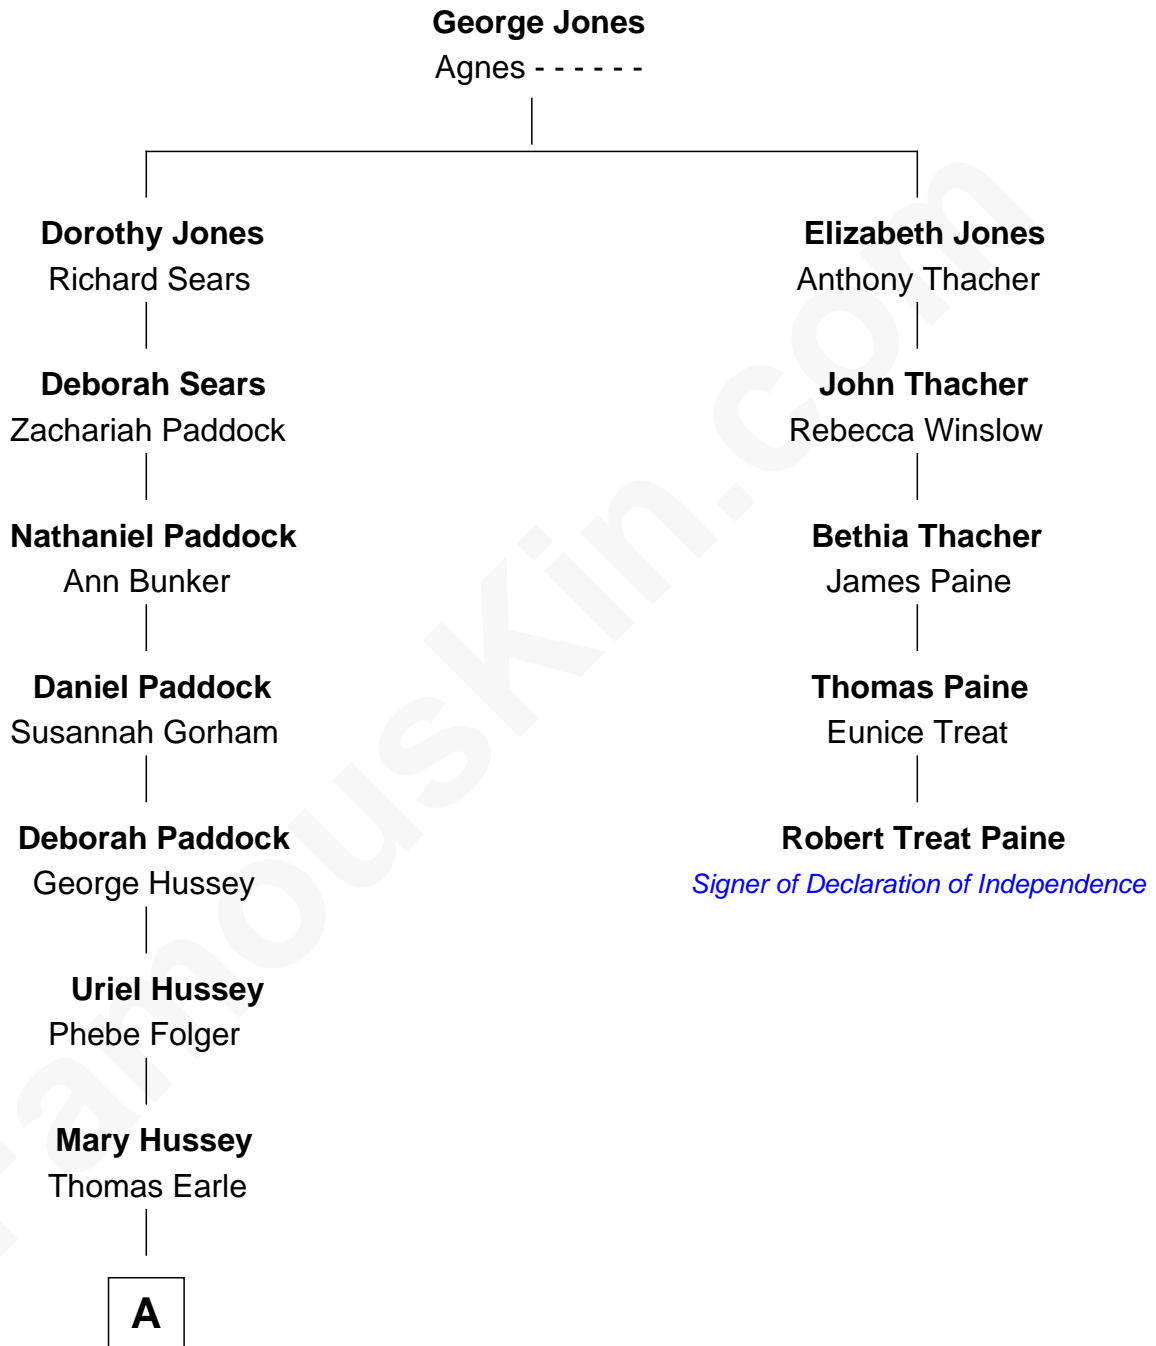 George Jones
Agnes - - - - - -
Dorothy Jones
Richard Sears
Elizabeth Jones
Anthony Thacher
Deborah Sears
Zachariah Paddock
John Thacher
Rebecca Winslow
Nathaniel Paddock
Ann Bunker
Bethia Thacher
James Paine
Daniel Paddock
Susannah Gorham
Thomas Paine
Eunice Treat
Deborah Paddock
George Hussey
Robert Treat Paine
Signer of Declaration of Independence
Uriel Hussey
Phebe Folger
Mary Hussey
Thomas Earle
A
FamousKin.com